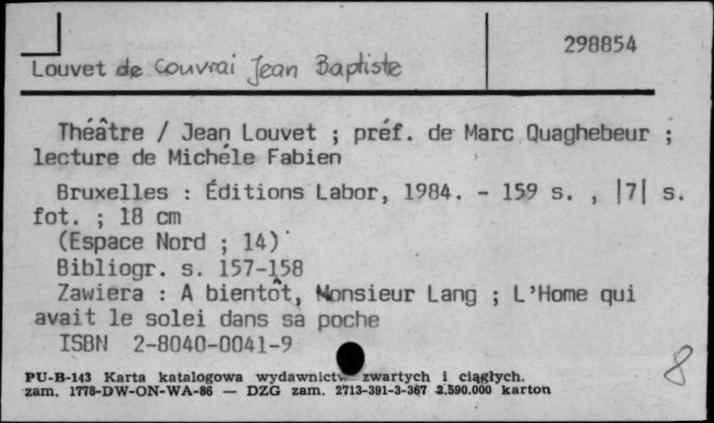 298854
Louvet de Couvrai Jean Baptiste
Théâtre / Jean Louvet ; préf. de Marc Quaghebeur ;
lecture de Michèle Fabien
Bruxelles : Éditions Labor, 1984. - 159 s. , |7| s.
fot. ; 18 cm
(Espace Nord ; 14)
Bibliogr. s. 157-158
Zawiera : A bientôt, Monsieur Lang ; L'Home qui
avait le solei dans sa poche
ISBN 2-8040-0041-9
8
PU-B-143 Karta katalogowa wydawnictw zwartych i ciągłych.
zam. 1778-DW-ON-WA-86 — DZG zam. 2713-391-3-367 2.590.000 karton